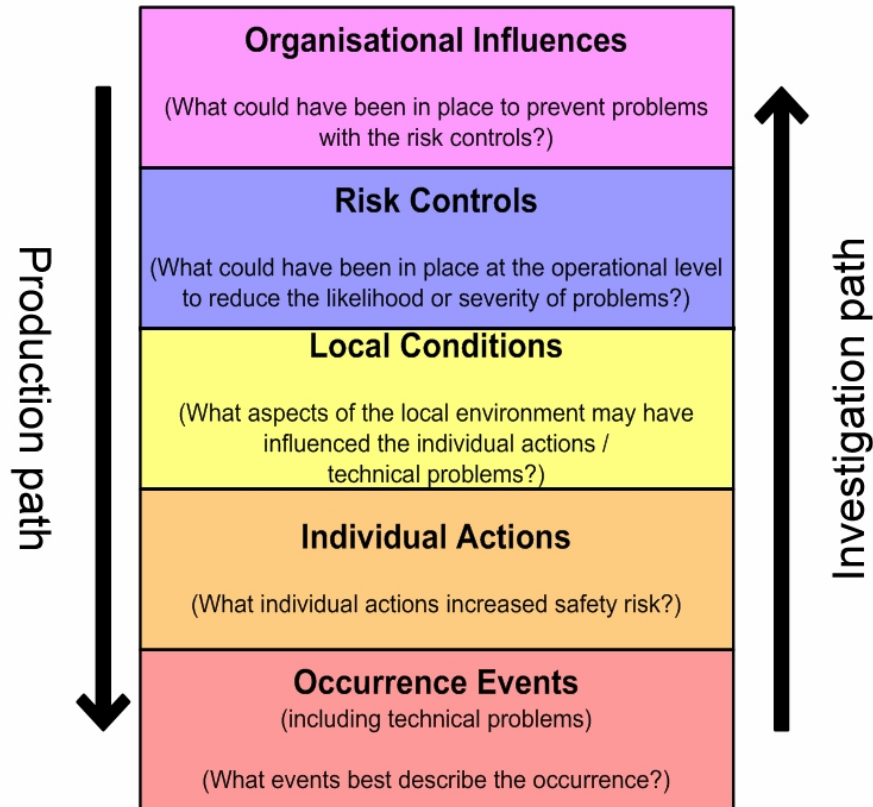 Organisational Influences
(What could have been in place to prevent problems
with the risk controls?)
Risk Controls
(What could have been in place at the operational level
to reduce the likelihood or severity of problems?)
Local Conditions
(What aspects of the local environment may have
influenced the individual actions /
technical problems?)
Individual Actions
(What individual actions increased safety risk?)
Occurrence Events
(including technical problems)
(What events best describe the occurrence?)
Production path
Investigation path